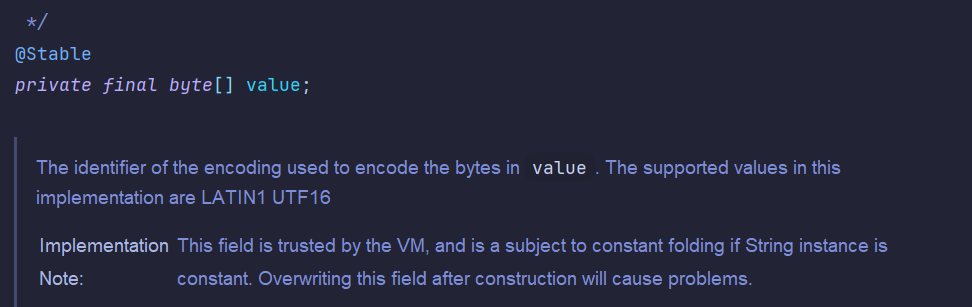 */
@Stable
private final byte[] value;
The identifier of the encoding used to encode the bytes in value . The supported values in this
implementation are LATIN1 UTF16
Implementation This field is trusted by the VM, and is a subject to constant folding if String instance is
Note: constant. Overwriting this field after construction will cause problems.